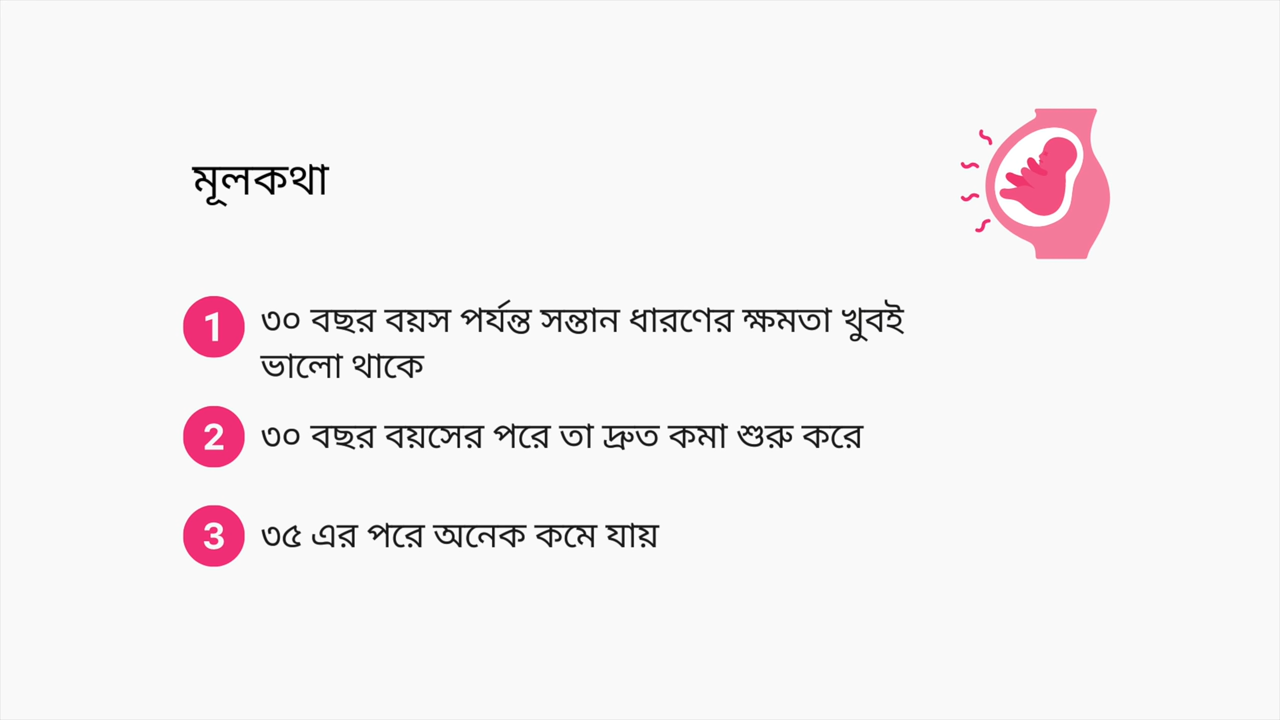 মূলকথা
1 ৩০ বছর বয়স পর্যন্ত সন্তান ধারণের ক্ষমতা খুবই
ভালো থাকে
2 ৩০ বছর বয়সের পরে তা দ্রুত কমা শুরু করে
3 ৩৫ এর পরে অনেক কমে যায়